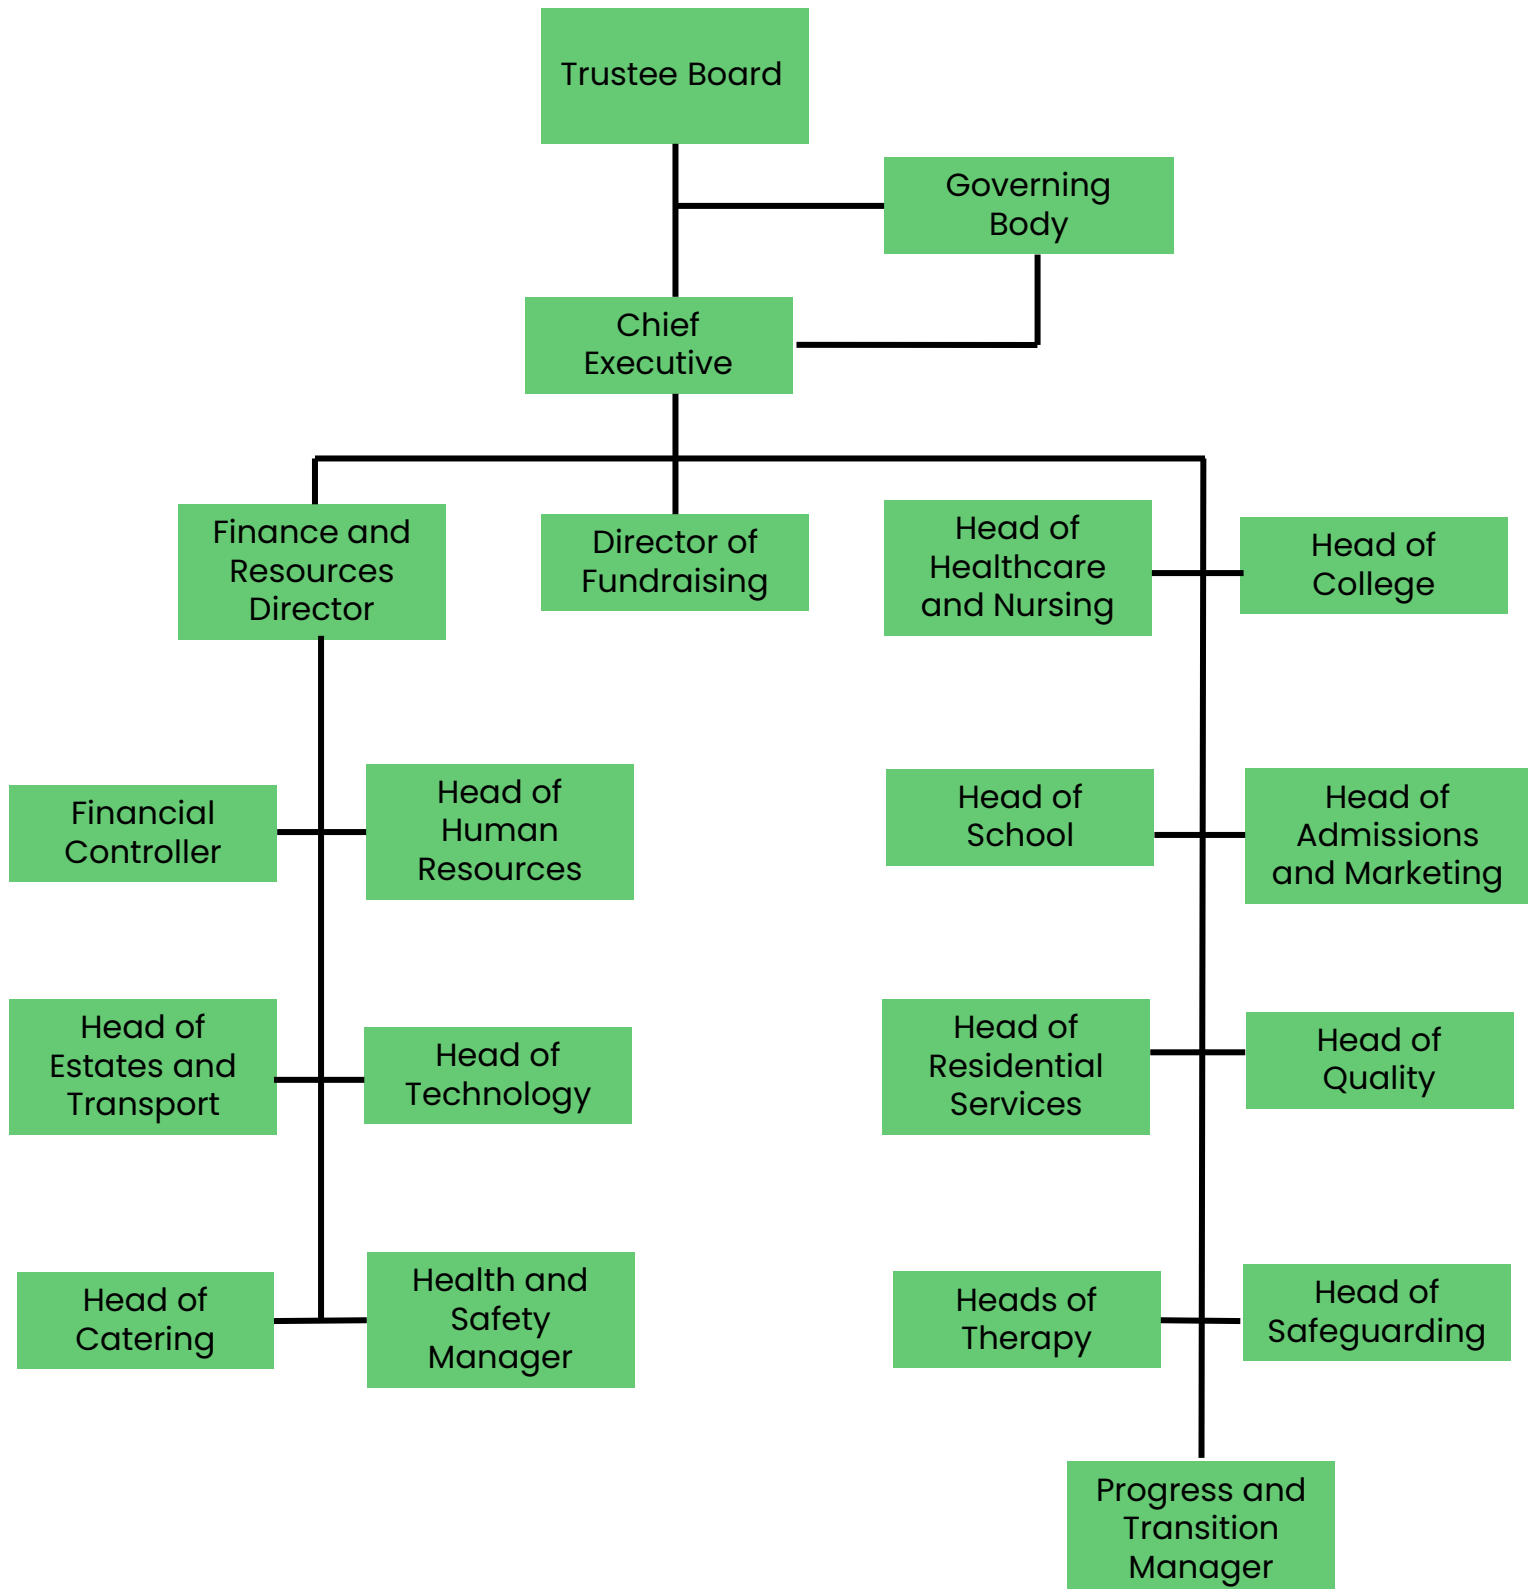 Trustee Board
Governing
Body
Chief
Executive
Finance and
Resources
Director
Director of
Fundraising
Head of
Healthcare
and Nursing
Head of
College
Financial
Controller
Head of
Human
Resources
Head of
School
Head of
Admissions
and Marketing
Head of
Estates and
Transport
Head of
Technology
Head of
Residential
Services
Head of
Quality
Head of
Catering
Health and
Safety
Manager
Heads of
Therapy
Head of
Safeguarding
Progress and
Transition
Manager